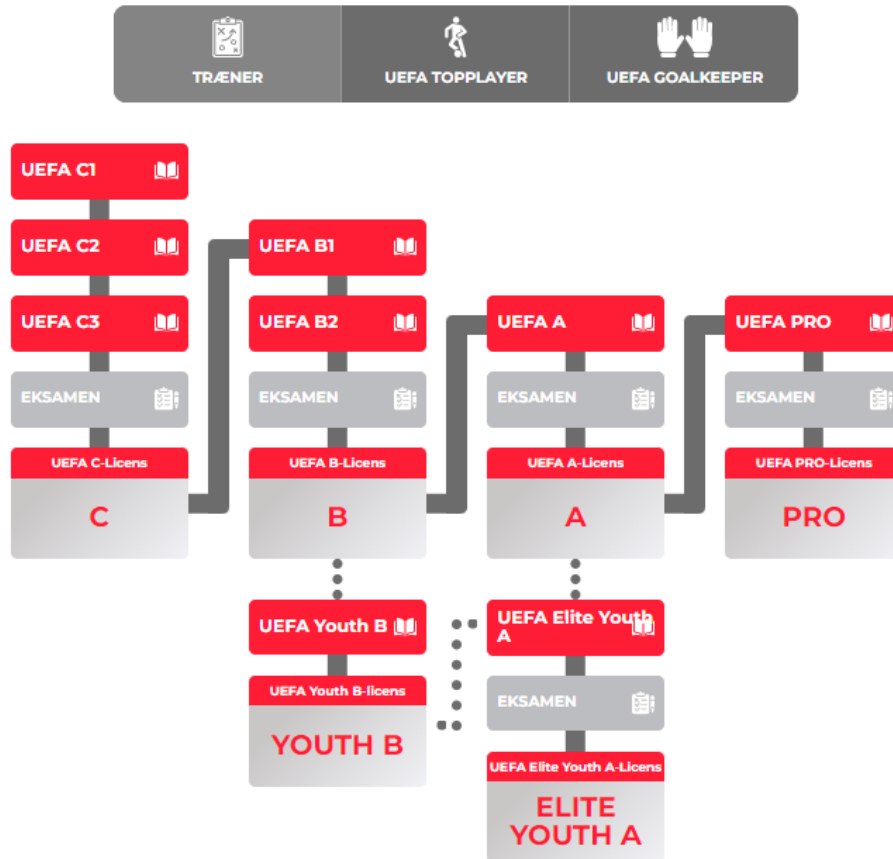 TRÆNER
UEFA TOPPLAYER
UEFA GOALKEEPER
UEFA C1
UEFA C2
UEFA C3
EKSAMEN
UEFA C-Licens
C
UEFA B1
UEFA B2
EKSAMEN
UEFA B-Licens
B
UEFA A
EKSAMEN
UEFA A-Licens
A
UEFA PRO
EKSAMEN
UEFA PRO-Licens
PRO
UEFA Youth B
UEFA Youth B-licens
YOUTH B
UEFA Elite Youth
A
EKSAMEN
UEFA Elite Youth A-Licens
ELITE
YOUTH A